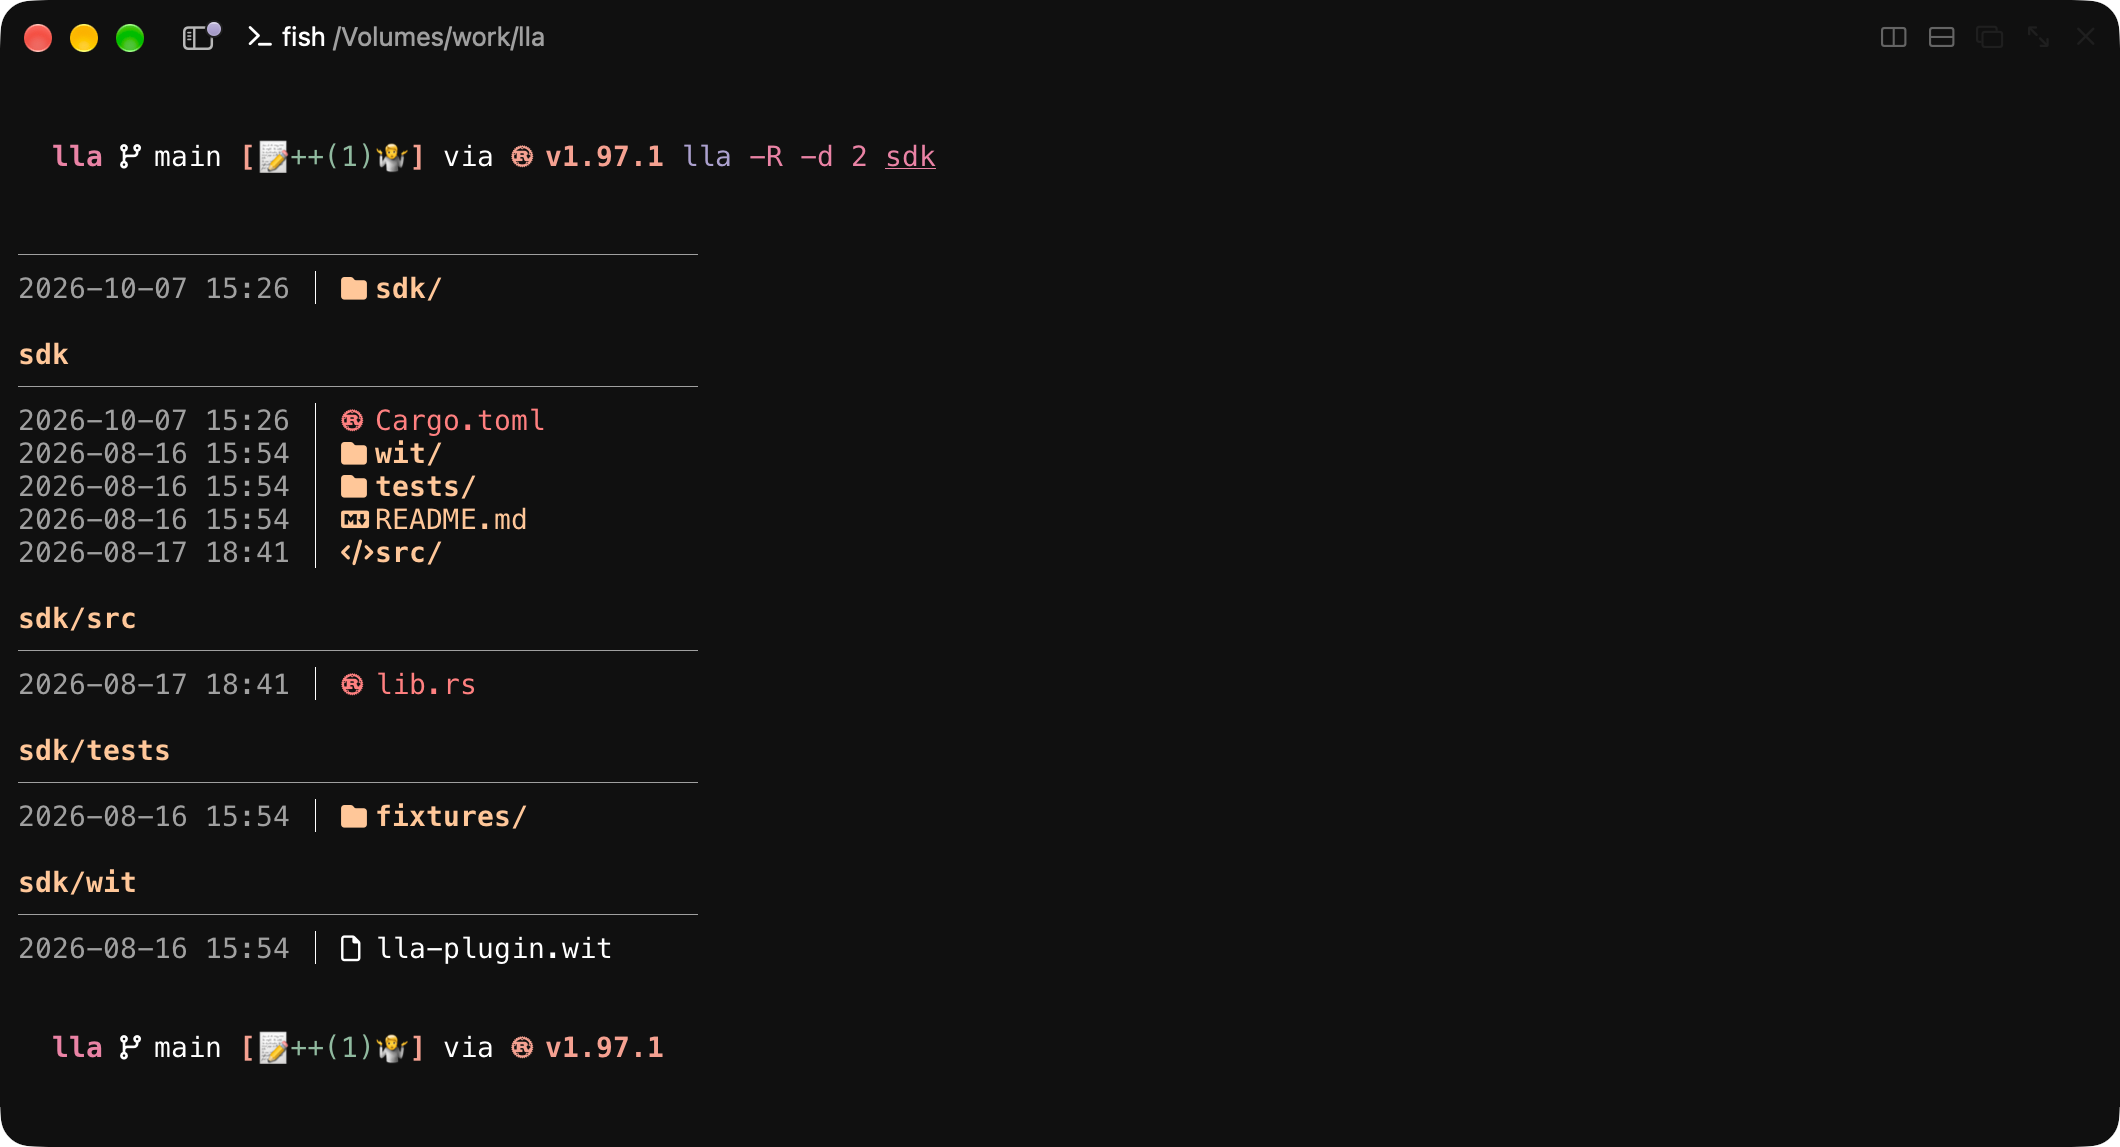 fish /Volumes/work/lla
lla main [📝++(1)🤷] via v1.97.1 lla -R -d 2 sdk
2026-10-07 15:26 │ sdk/
sdk
2026-10-07 15:26 │ Cargo.toml
2026-08-16 15:54 │ wit/
2026-08-16 15:54 │ tests/
2026-08-16 15:54 │ README.md
2026-08-17 18:41 │ </> src/
sdk/src
2026-08-17 18:41 │ lib.rs
sdk/tests
2026-08-16 15:54 │ fixtures/
sdk/wit
2026-08-16 15:54 │ lla-plugin.wit
lla main [📝++(1)🤷] via v1.97.1